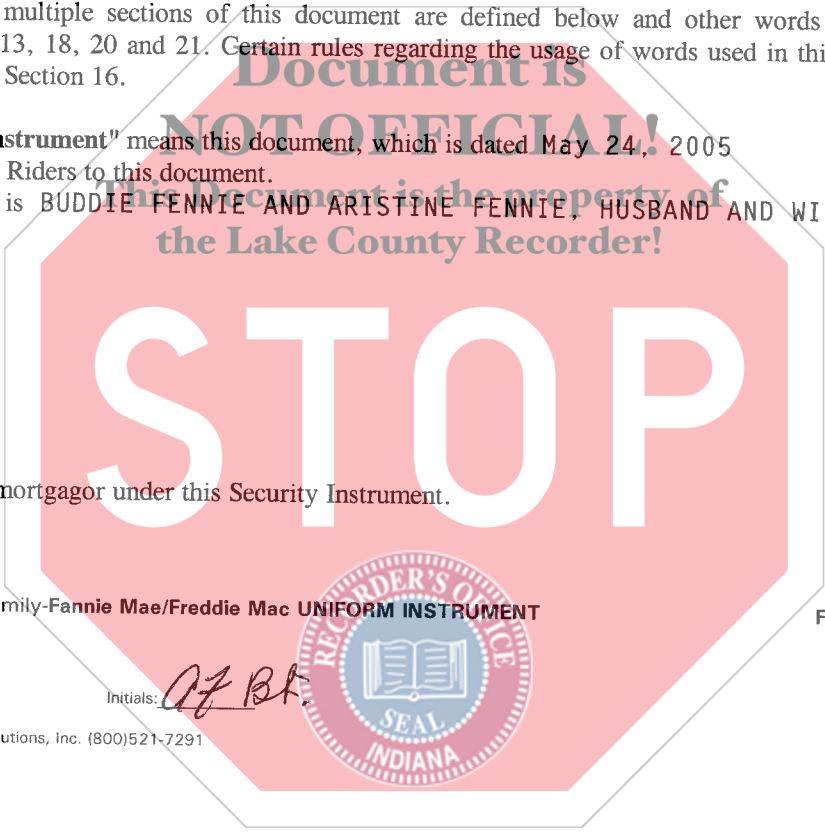 multiple sections of this document are defined below and other words
13, 18, 20 and 21. Certain rules regarding the usage of words used in thi
Section 16.
Document is
NOT OFFICIAL!
This Document is the property of
the Lake County Recorder!
nstrument" means this document, which is dated May 24, 2005
Riders to this document.
is BUDDIE FENNIE AND ARISTINE FENNIE, HUSBAND AND WI
STOP
mortgagor under this Security Instrument.
mily-Fannie Mae/Freddie Mac UNIFORM INSTRUMENT
F
RECORDER'S OFFICE
SEAL
INDIANA
Initials: AF BF.
utions, Inc. (800)521-7291